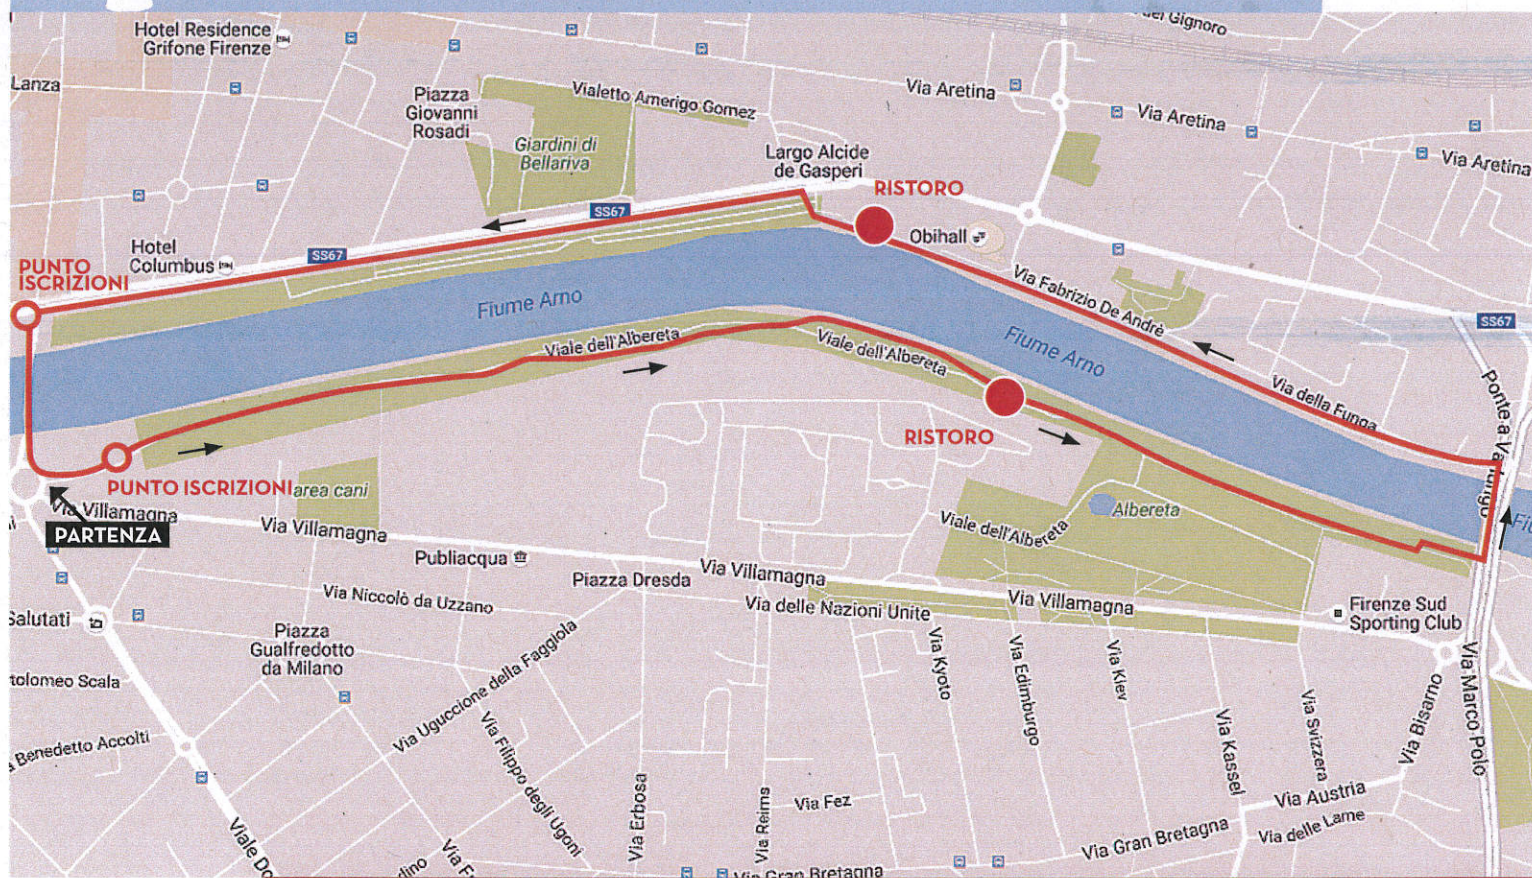 Gignoro
Hotel Residence
Grifone Firenze
Lanza
Piazza
Giovanni
Rosadi
Vialetto Amerigo Gomez
Via Aretina
Via Aretina
Via Aretina
Giardini di
Bellariva
Largo Alcide
de Gasperi
RISTORO
SS67
Obihall
Hotel
Columbus
SS67
PUNTO
ISCRIZIONI
Via Fabrizio De Andrè
Fiume Arno
SS67
Viale dell'Albereta
Viale dell'Albereta
Fiume Arno
Via della Funga
RISTORO
PUNTO ISCRIZIONI
area cani
Via Villamagna
PARTENZA
Via Villamagna
Viale dell'Albereta
Albereta
Publiacqua
Piazza Dresda
Via Villamagna
Via Niccolò da Uzzano
Via delle Nazioni Unite
Via Villamagna
Firenze Sud
Sporting Club
Salutati
Piazza
Gualfredotto
da Milano
Via Uguccione della Faggiola
Via Kyoto
Via Edimburgo
Via Kiev
Via Marco Polo
tolomeo Scala
Via Filippo degli Ugoni
Via Kassel
Via Svizzera
Via Bisarno
Benedetto Accolti
Via Erbosa
Via Reims
Via Fez
Via Austria
Via delle Lame
Via Gran Bretagna
Via Gran Bretagna